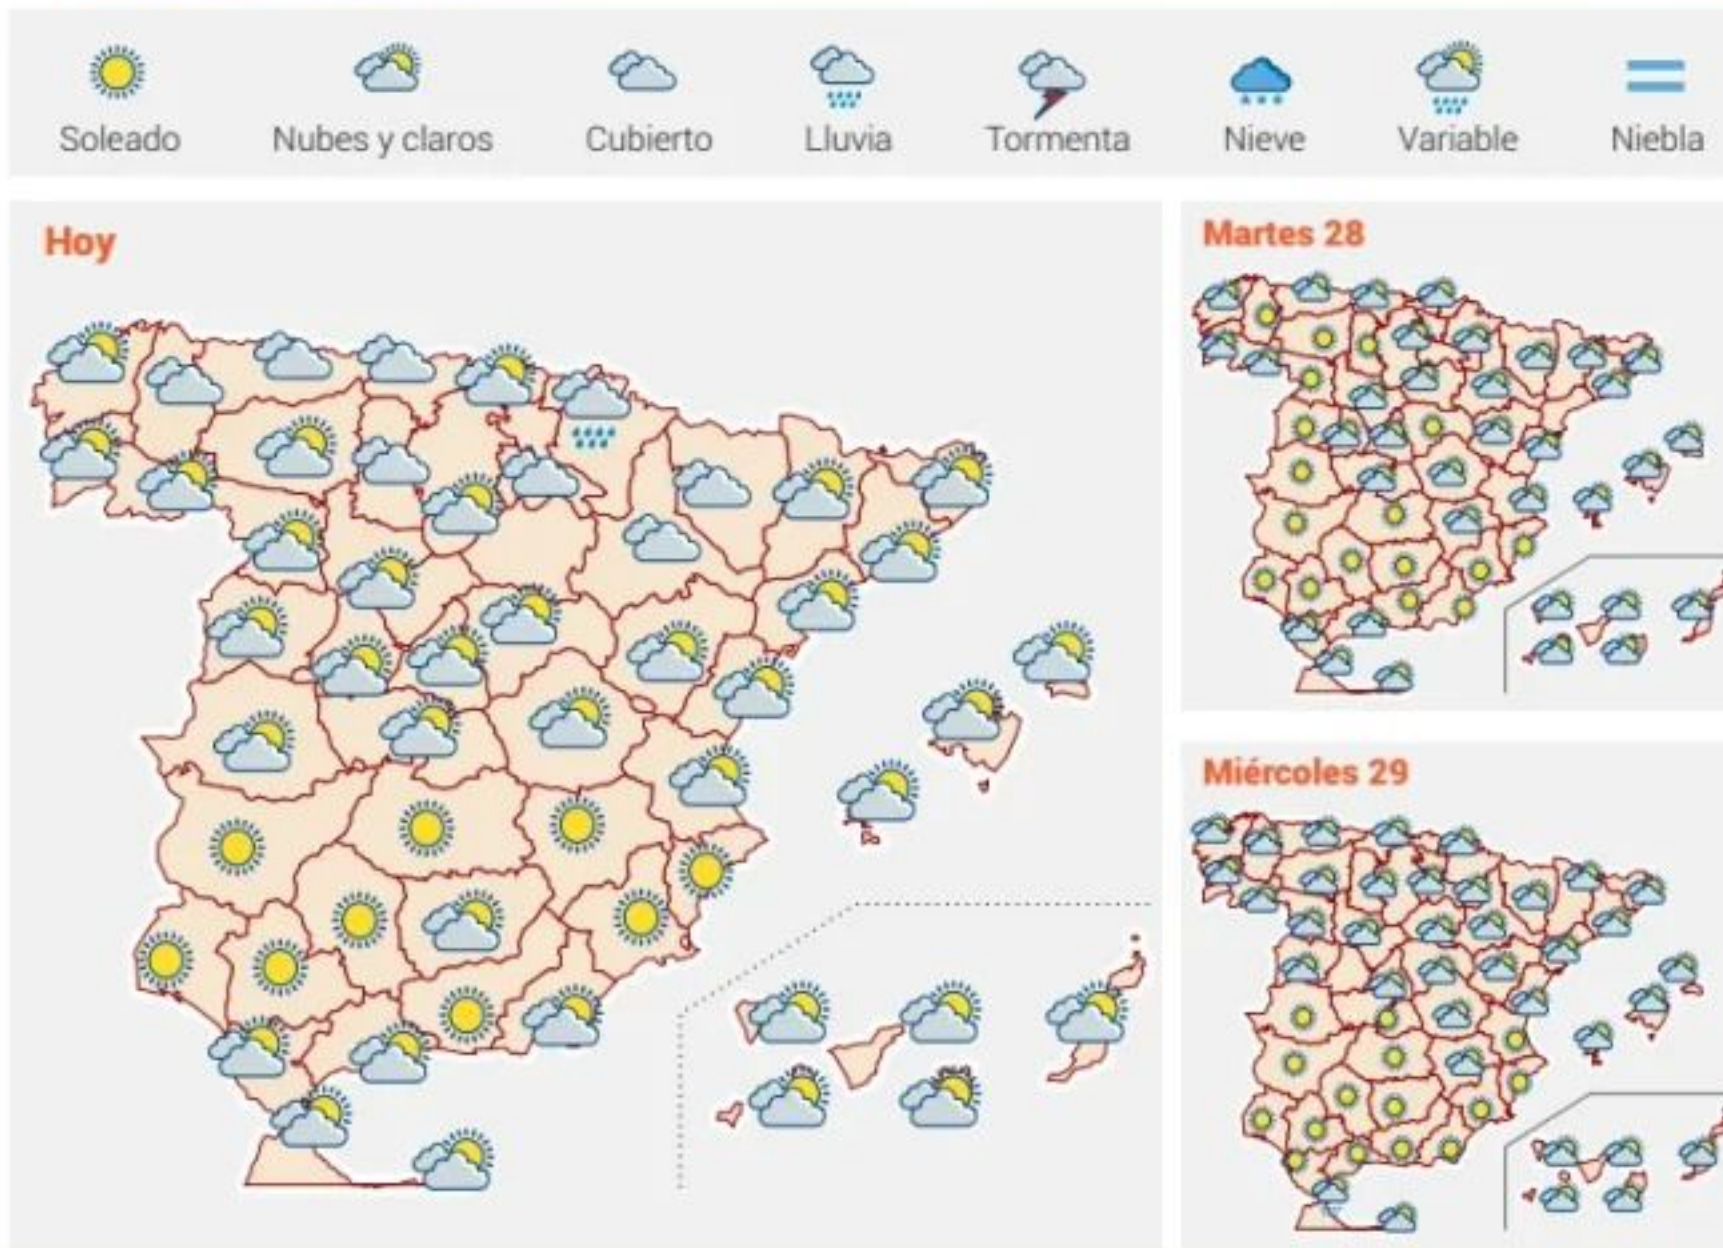 Soleado Nubes y claros Cubierto Lluvia Tormenta Nieve Variable Niebla
Hoy
Martes 28
Miércoles 29